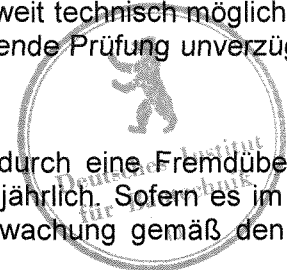 weit technisch möglich
ende Prüfung unverzüg
Deutsches Institut
für Bautechnik
durch eine Fremdübe
jährlich. Sofern es im
wachung gemäß den